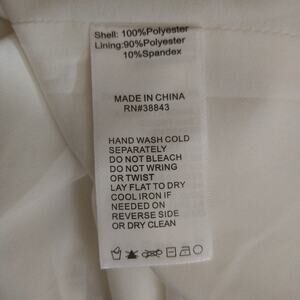 Shell: 100%Polyester
Lining:90%Polyester
10%Spandex
MADE IN CHINA
RN#38843
HAND WASH COLD
SEPARATELY
DO NOT BLEACH
DO NOT WRING
OR TWIST
LAY FLAT TO DRY
COOL IRON IF
NEEDED ON
REVERSE SIDE
OR DRY CLEAN